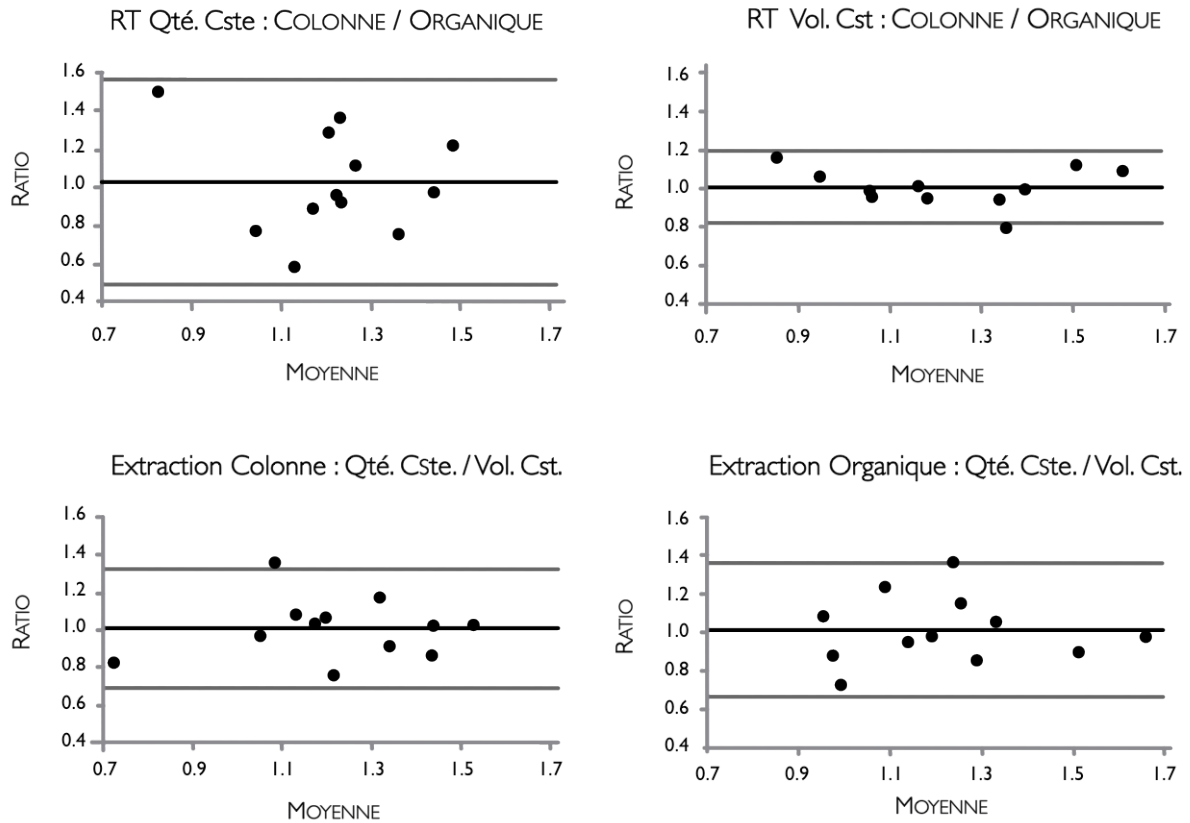 RT Qté. Cste : COLONNE / ORGANIQUE
1.6
1.4
1.2
1.0
0.8
0.6
0.4
RATIO
0.7 0.9 1.1 1.3 1.5 1.7
MOYENNE
RT Vol. Cst : COLONNE / ORGANIQUE
1.6
1.4
1.2
1.0
0.8
0.6
0.4
RATIO
0.7 0.9 1.1 1.3 1.5 1.7
MOYENNE
Extraction Colonne : Qté. Cste. / Vol. Cst.
1.6
1.4
1.2
1.0
0.8
0.6
0.4
RATIO
0.7 0.9 1.1 1.3 1.5 1.7
MOYENNE
Extraction Organique : Qté. Cste. / Vol. Cst.
1.6
1.4
1.2
1.0
0.8
0.6
0.4
RATIO
0.7 0.9 1.1 1.3 1.5 1.7
MOYENNE